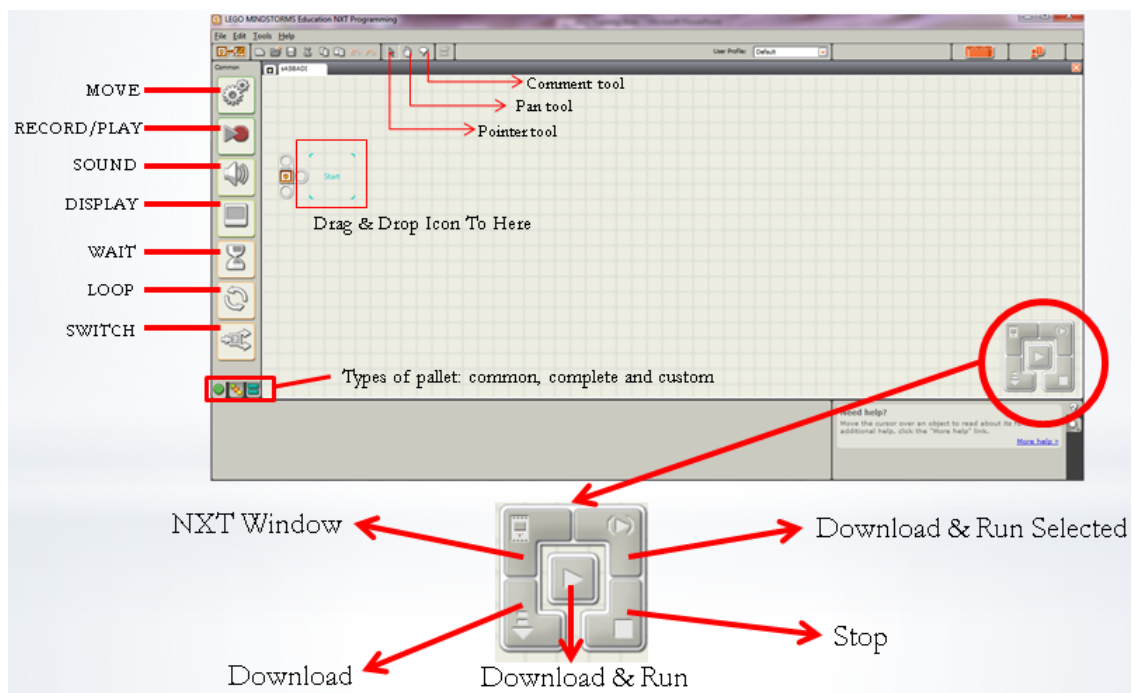 LEGO MINDSTORMS Education NXT Programming
File Edit Tools Help
User Profile: Default
Common
Comment tool
MOVE
Pan tool
RECORD/PLAY
Pointer tool
SOUND
Start
DISPLAY
Drag & Drop Icon To Here
WAIT
LOOP
SWITCH
Types of pallet: common, complete and custom
Need help?
Move the cursor over an object to read about its
additional help, click the "More help" link.
More help »
NXT Window
Download & Run Selected
Stop
Download
Download & Run